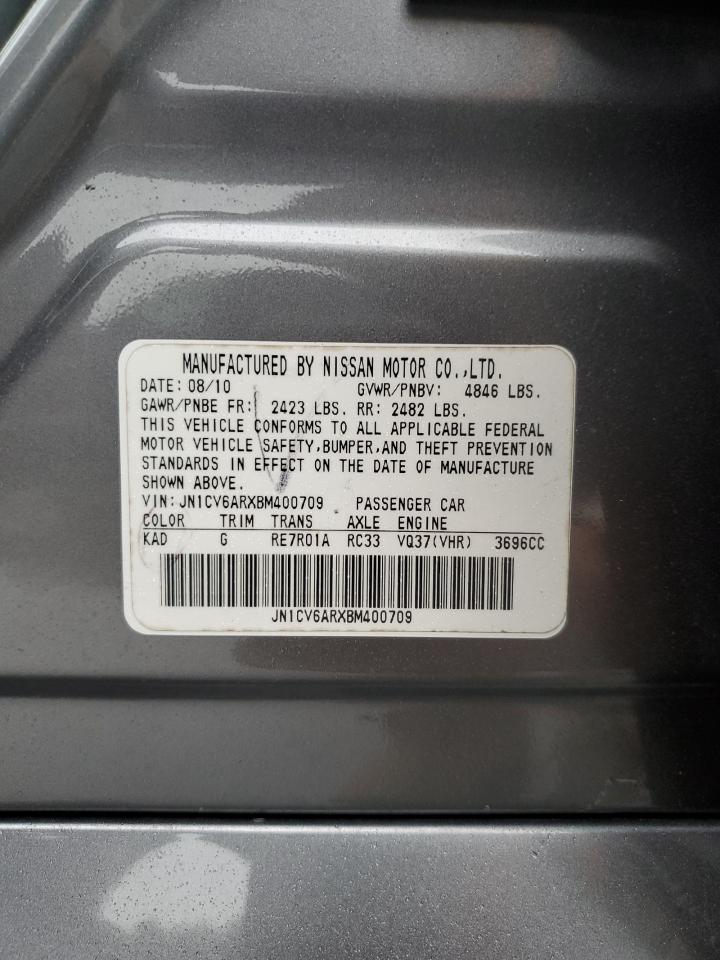 MANUFACTURED BY NISSAN MOTOR CO.,LTD.
DATE: 08/10 GVWR/PNBV: 4846 LBS.
GAWR/PNBE FR: 2423 LBS. RR: 2482 LBS.
THIS VEHICLE CONFORMS TO ALL APPLICABLE FEDERAL
MOTOR VEHICLE SAFETY,BUMPER,AND THEFT PREVENTION
STANDARDS IN EFFECT ON THE DATE OF MANUFACTURE
SHOWN ABOVE.
VIN: JN1CV6ARXBM400709 PASSENGER CAR
COLOR TRIM TRANS AXLE ENGINE
KAD G RE7R01A RC33 VQ37(VHR) 3696CC
JN1CV6ARXBM400709